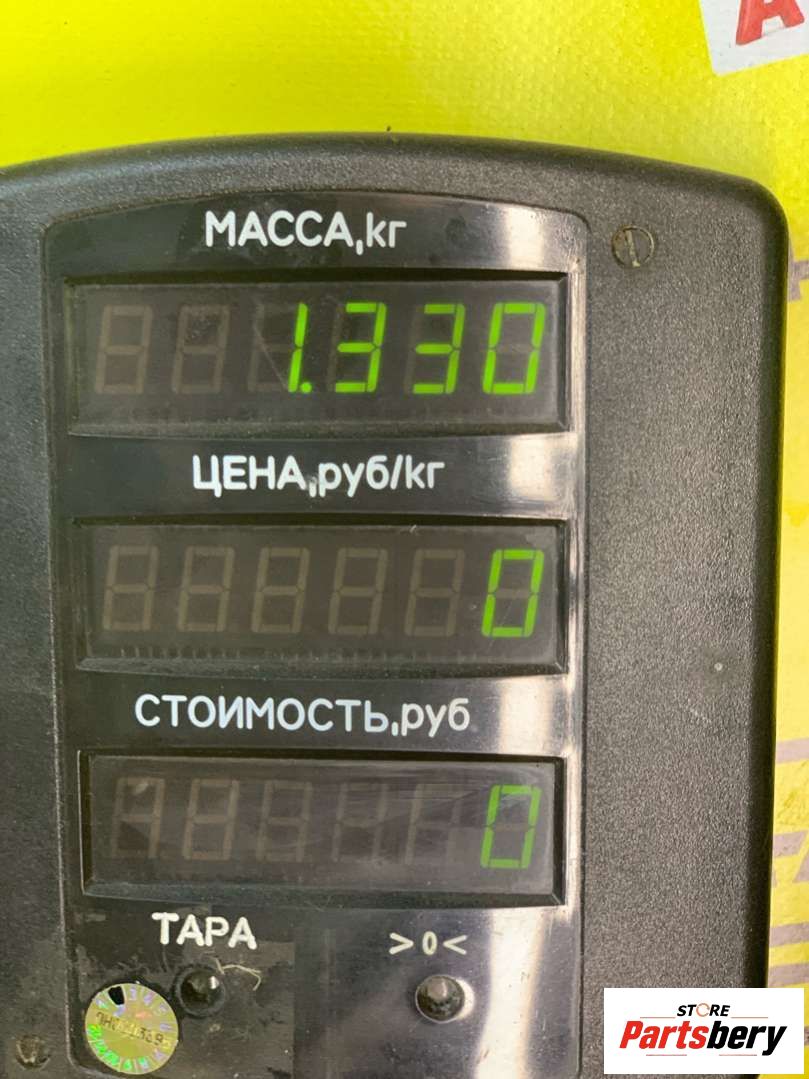 А
МАССА,кг
1.330
ЦЕНА,руб/кг
0
СТОИМОСТЬ,руб
0
ТАРА
>0<
STORE
Partsbery